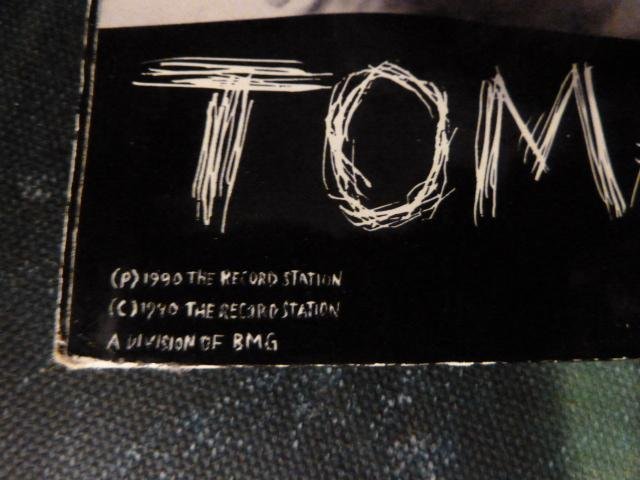 TOM
(P) 1990 THE RECORD STATION
(C) 1990 THE RECORD STATION
A DIVISION OF BMG